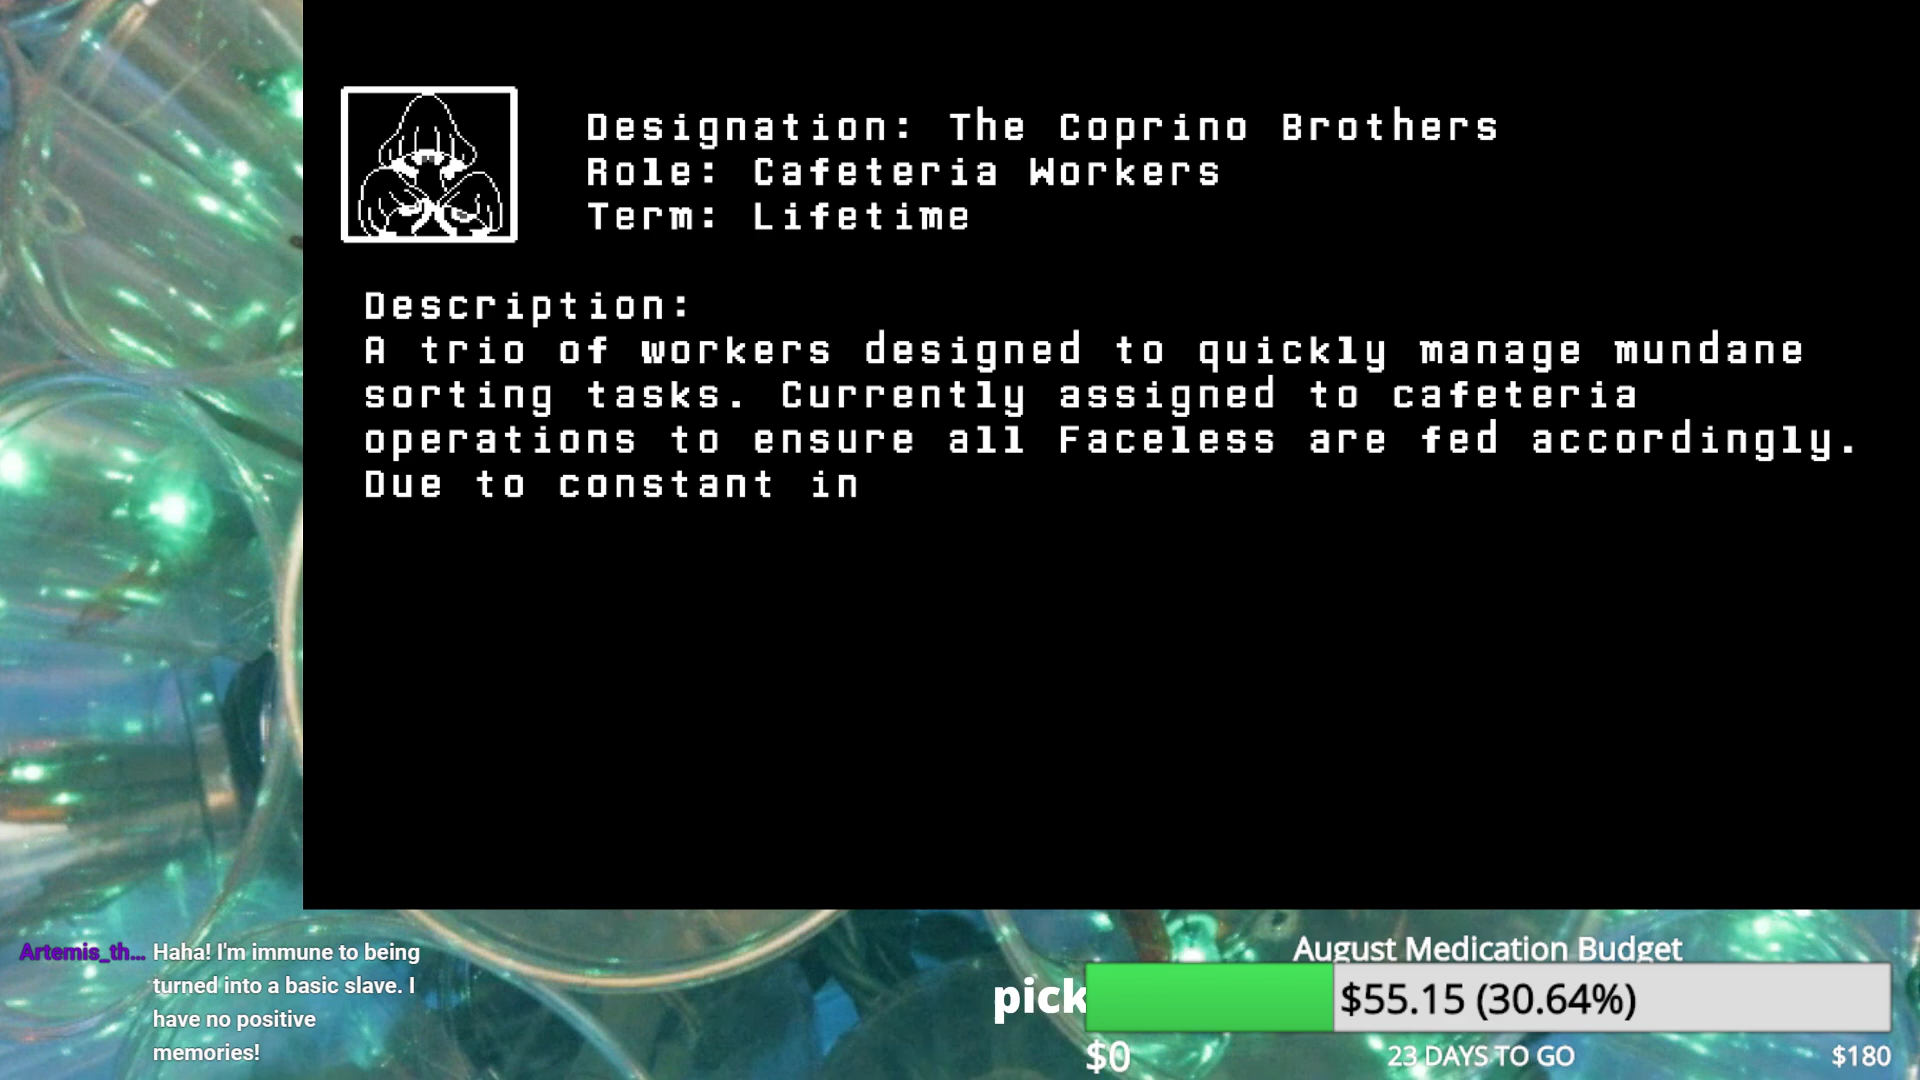 Designation: The Coprino Brothers
Role: Cafeteria Workers
Term: Lifetime
Description:
A trio of workers designed to quickly manage mundane
sorting tasks. Currently assigned to cafeteria
operations to ensure all Faceless are fed accordingly.
Due to constant in
Artemis_th... Haha! I'm immune to being
turned into a basic slave. I
have no positive
memories!
pick
August Medication Budget
$55.15 (30.64%)
$0 23 DAYS TO GO $180